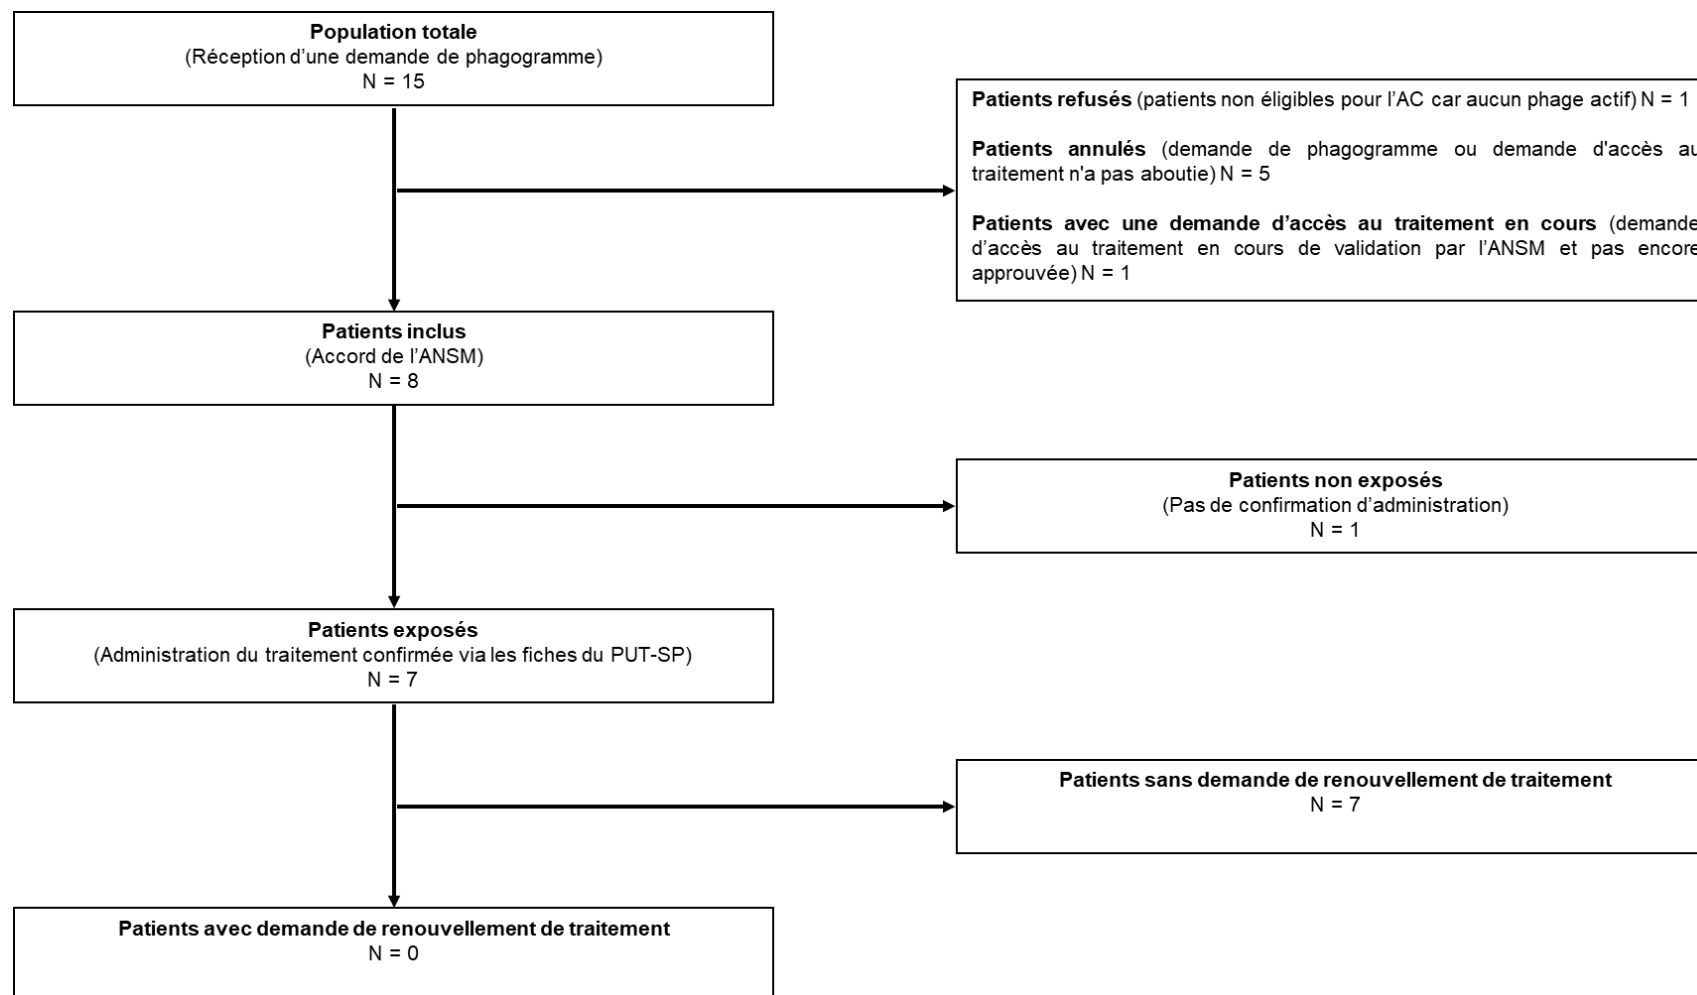 Population totale
(Réception d'une demande de phagogramme)
N = 15
Patients refusés (patients non éligibles pour l'AC car aucun phage actif) N = 1
Patients annulés (demande de phagogramme ou demande d'accès au
traitement n'a pas aboutie) N = 5
Patients avec une demande d'accès au traitement en cours (demande
d'accès au traitement en cours de validation par l'ANSM et pas encore
approuvée) N = 1
Patients inclus
(Accord de l'ANSM)
N = 8
Patients non exposés
(Pas de confirmation d'administration)
N = 1
Patients exposés
(Administration du traitement confirmée via les fiches du PUT-SP)
N = 7
Patients sans demande de renouvellement de traitement
N = 7
Patients avec demande de renouvellement de traitement
N = 0